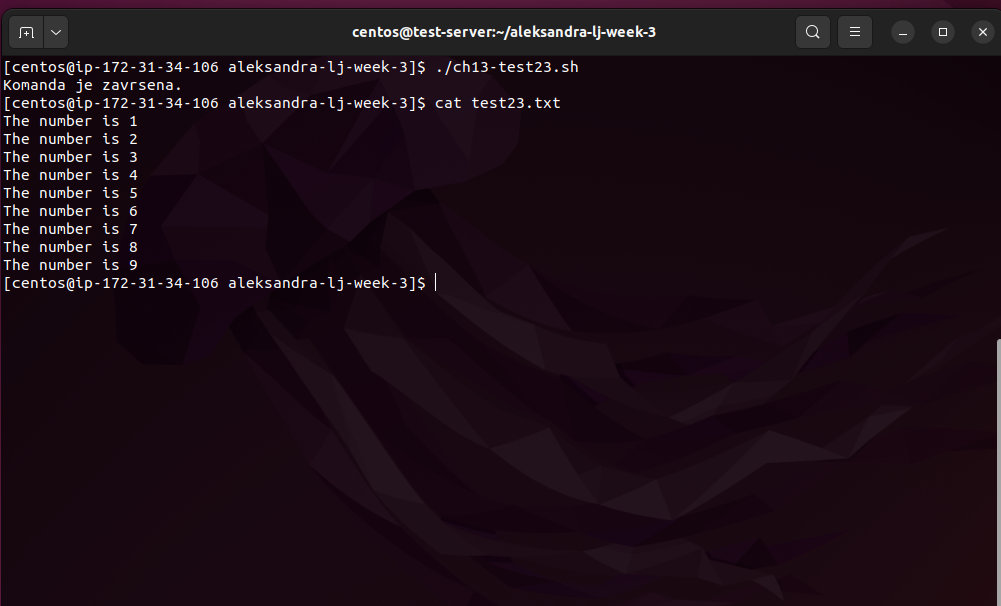 centos@test-server:~/aleksandra-lj-week-3
[centos@ip-172-31-34-106 aleksandra-lj-week-3]$ ./ch13-test23.sh
Komanda je zavrsena.
[centos@ip-172-31-34-106 aleksandra-lj-week-3]$ cat test23.txt
The number is 1
The number is 2
The number is 3
The number is 4
The number is 5
The number is 6
The number is 7
The number is 8
The number is 9
[centos@ip-172-31-34-106 aleksandra-lj-week-3]$